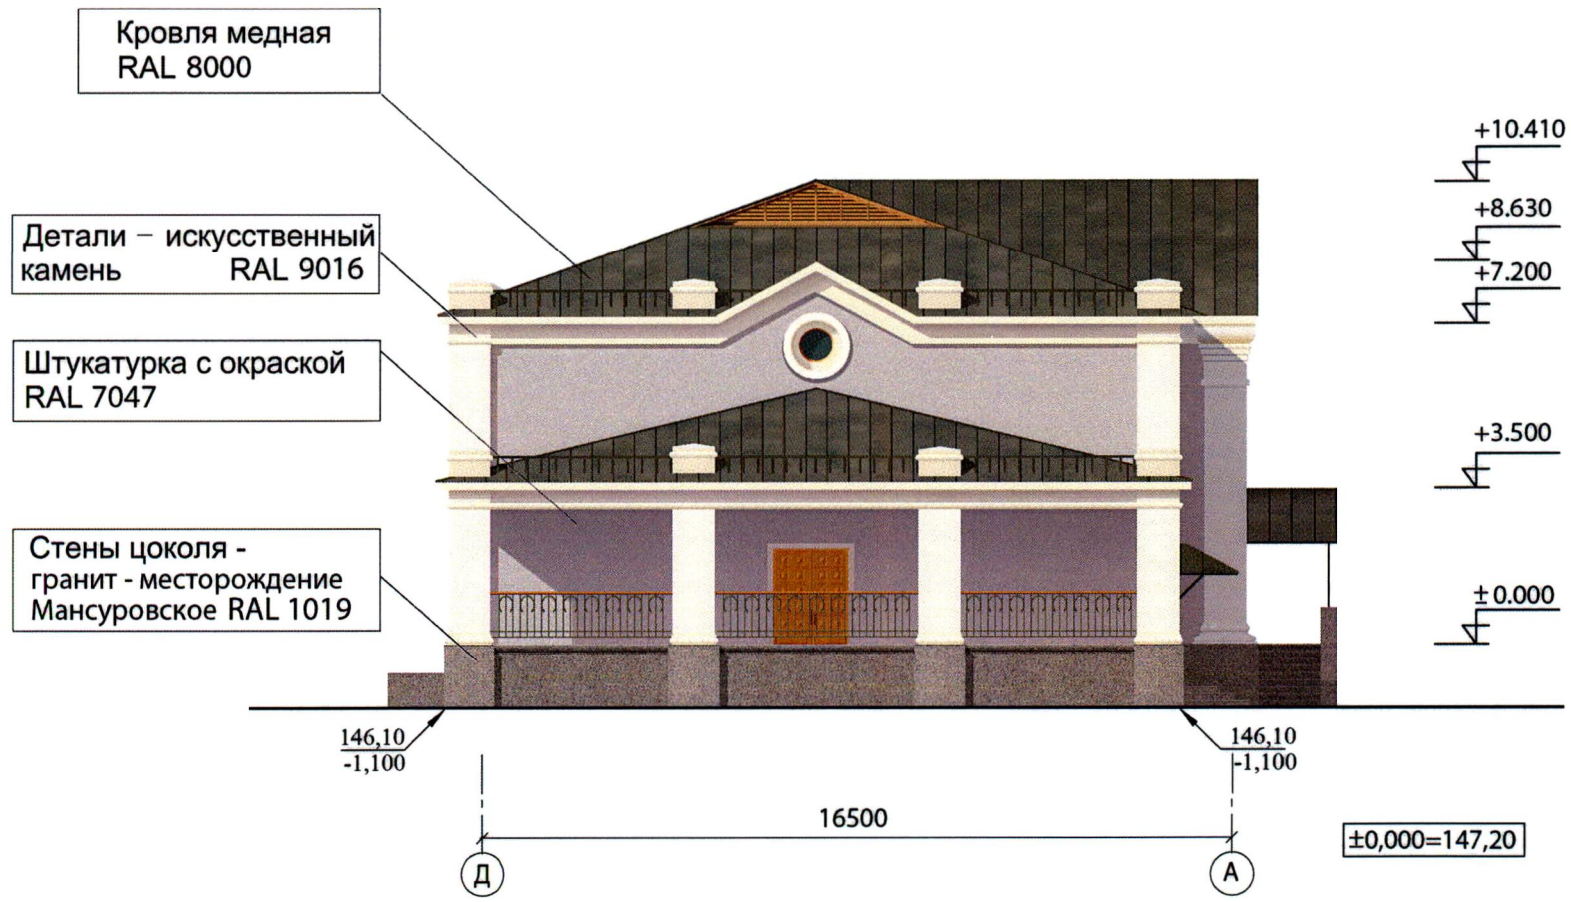 Кровля медная
RAL 8000
Детали – искусственный
камень RAL 9016
Штукатурка с окраской
RAL 7047
Стены цоколя -
гранит - месторождение
Мансуровское RAL 1019
+10.410
+8.630
+7.200
+3.500
± 0.000
146,10
-1,100
146,10
-1,100
16500
±0,000=147,20
Д
А